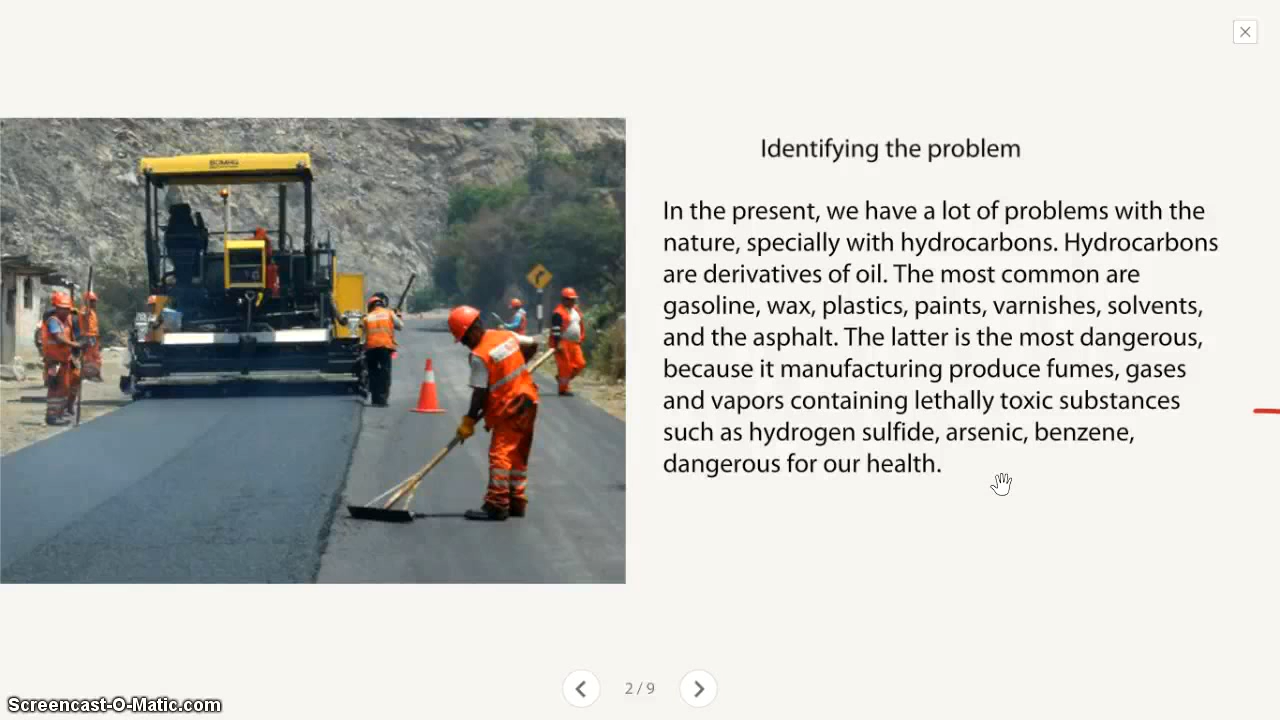 BOMAG
Identifying the problem
In the present, we have a lot of problems with the
nature, specially with hydrocarbons. Hydrocarbons
are derivatives of oil. The most common are
gasoline, wax, plastics, paints, varnishes, solvents,
and the asphalt. The latter is the most dangerous,
because it manufacturing produce fumes, gases
and vapors containing lethally toxic substances
such as hydrogen sulfide, arsenic, benzene,
dangerous for our health.
2 / 9
Screencast-O-Matic.com